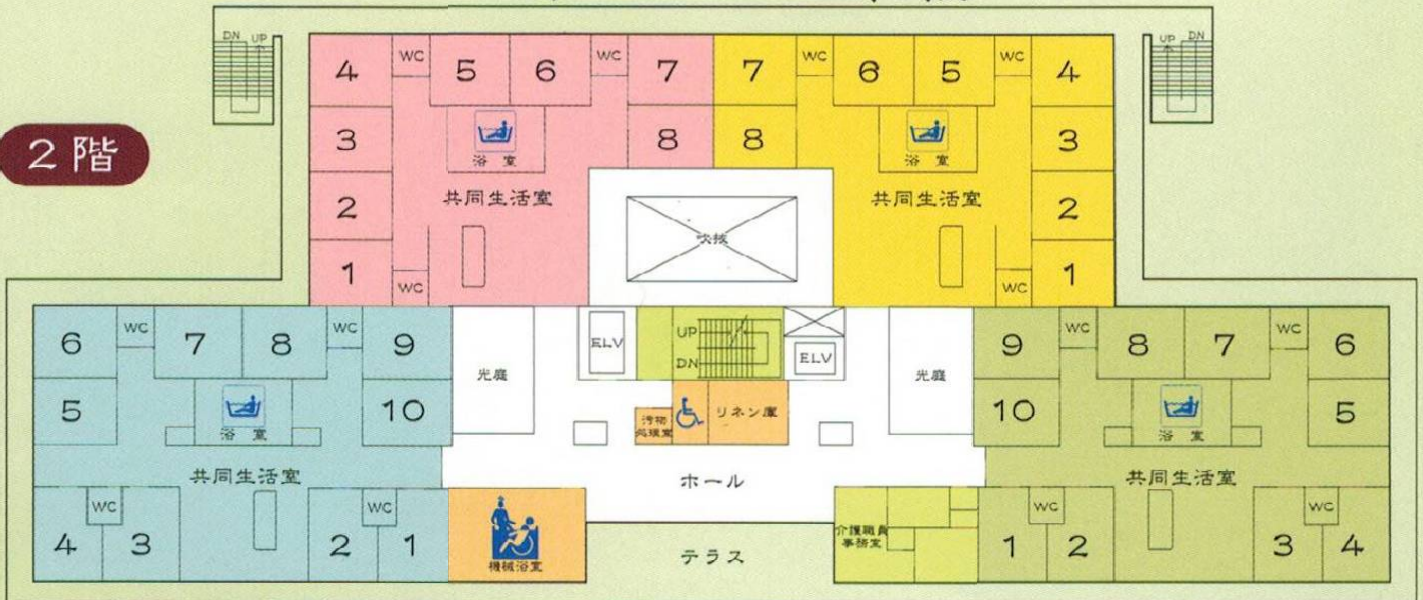 2階
DN UP
UP DN
4 WC 5 6 WC 7
7 WC 6 5 WC 4
3 8
8 3
浴室
浴室
2 共同生活室
共同生活室 2
吹抜
1 WC
WC 1
6 WC 7 8 WC 9
光庭
ELV
UP
DN
ELV
光庭
9 WC 8 7 WC 6
5 浴室 10
汚物
処理室
リネン庫
10 浴室 5
共同生活室
ホール
共同生活室
WC WC
4 3 2 1
機械浴室
テラス
介護職員
事務室
WC WC
1 2 3 4